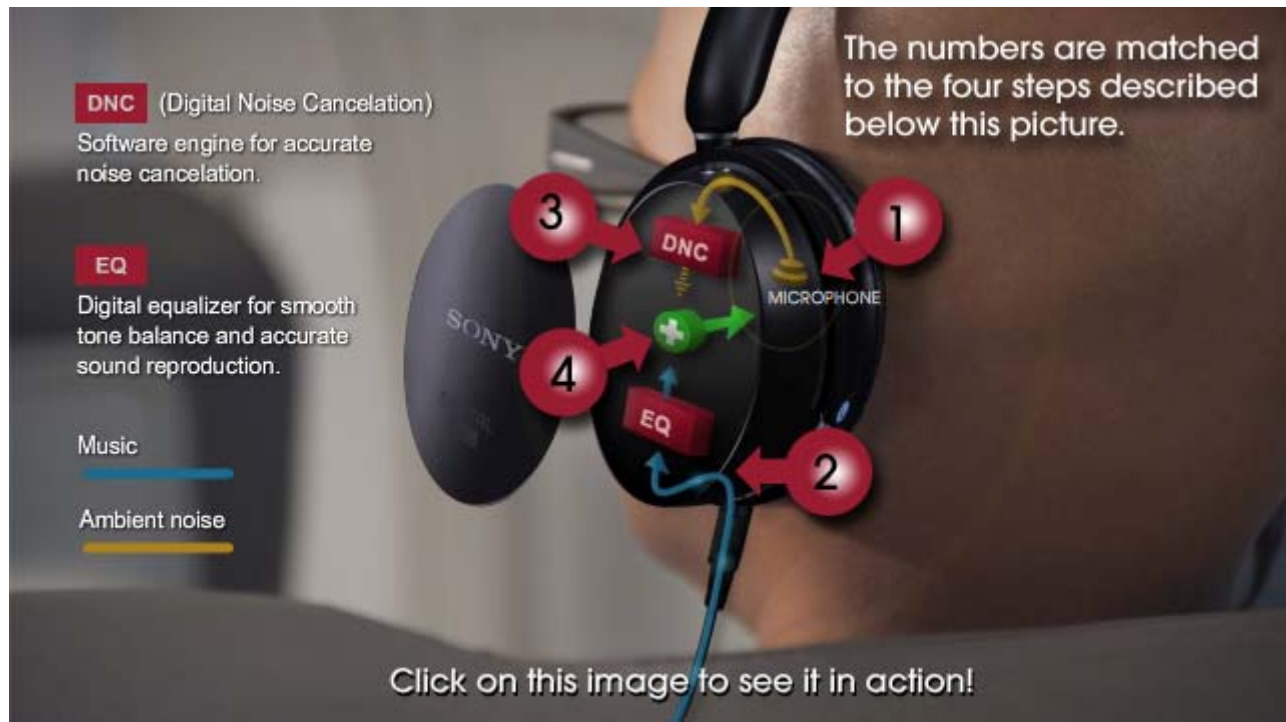 The numbers are matched
to the four steps described
below this picture.
DNC (Digital Noise Cancelation)
Software engine for accurate
noise cancelation.
EQ
Digital equalizer for smooth
tone balance and accurate
sound reproduction.
Music
Ambient noise
3
DNC
1
MICROPHONE
SONY
4
EQ
2
Click on this image to see it in action!